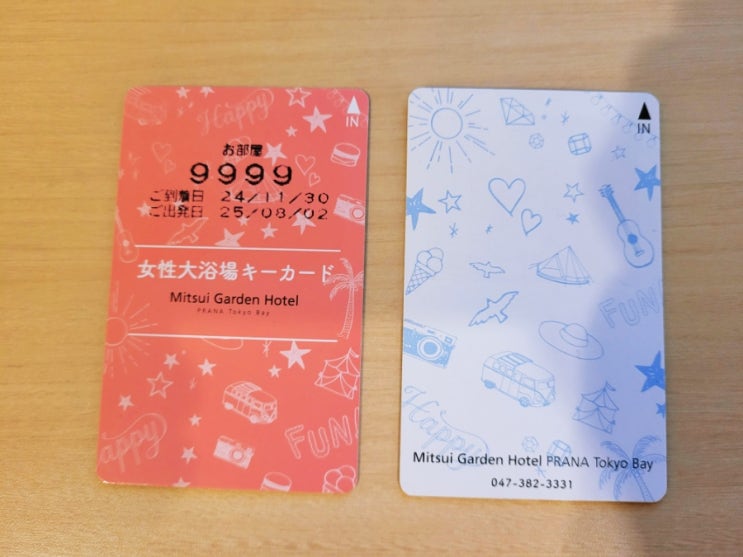 Happy
IN
お部屋
9999
ご到着日 24/11/30
ご出発日 25/08/02
女性大浴場キーカード
Mitsui Garden Hotel
PRANA Tokyo Bay
Happy
FUN!
IN
FUN!
Happy
Mitsui Garden Hotel PRANA Tokyo Bay
047-382-3331